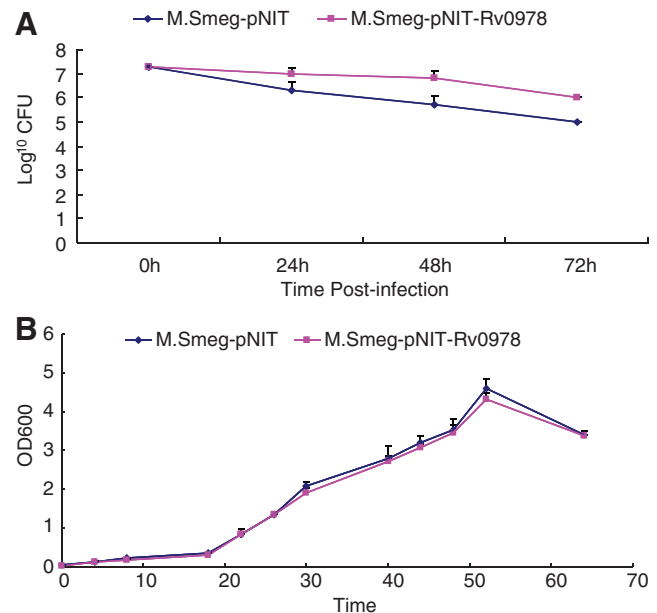 A
M.Smeg-pNIT M.Smeg-pNIT-Rv0978
8
7
6
5
4
3
2
1
0
Log¹⁰ CFU
0h 24h 48h 72h
Time Post-infection
B
M.Smeg-pNIT M.Smeg-pNIT-Rv0978
6
5
4
3
2
1
0
OD600
0 10 20 30 40 50 60 70
Time